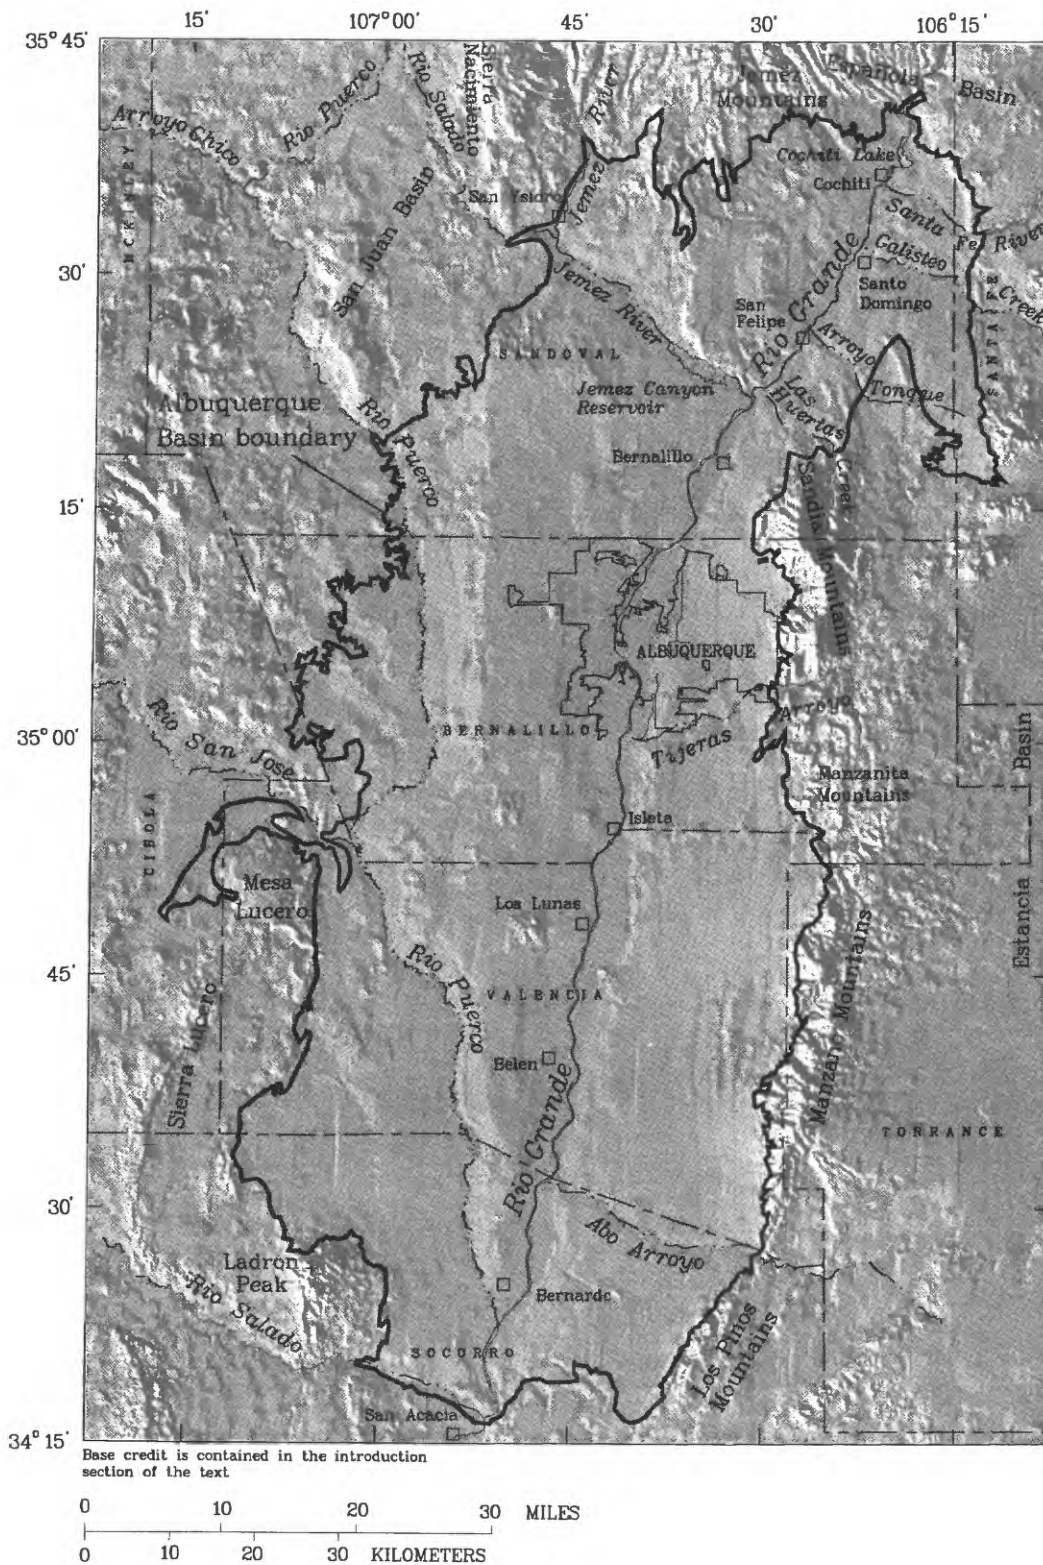 15'
107° 00'
45'
30'
106° 15'
35° 45'
Sierra
Nacimiento
Rio
Salado
River
Jemez
Mountains
Española
Basin
Rio Puerco
Arroyo Chico
MCKINLEY
San Juan Basin
San Ysidro
Jemez
Cochiti Lake
Cochiti
Santa
Fe River
Galisteo
Creek
Santo
Domingo
30'
Jemez River
San
Felipe
Rio Grande
SANTA FE
SANDOVAL
Arroyo
Tonque
Las
Huertas
Creek
Jemez Canyon
Reservoir
Albuquerque
Basin boundary
Rio Puerco
Bernalillo
15'
Sandia Mountains
ALBUQUERQUE
Arroyo
Tijeras
BERNALILLO
35° 00'
Rio San Jose
Manzanita
Mountains
Basin
Estancia
Isleta
CIBOLA
Mesa
Lucero
Los Lunas
45'
Rio Puerco
VALENCIA
Manzano Mountains
Sierra Lucero
Belen
Rio Grande
TORRANCE
30'
Abo Arroyo
Ladron
Peak
Rio Salado
Bernardo
SOCORRO
Los Piños
Mountains
San Acacia
34° 15'
Base credit is contained in the introduction
section of the text
0 10 20 30 MILES
0 10 20 30 KILOMETERS